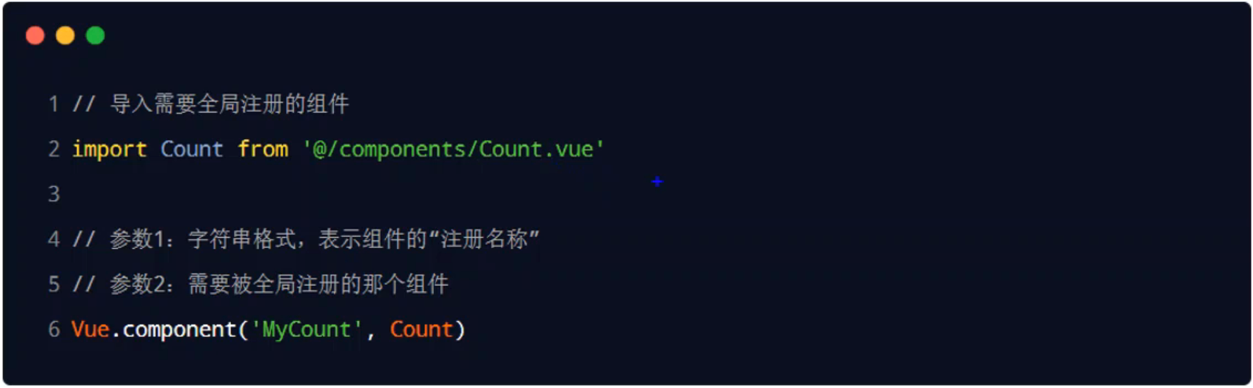 1 // 导入需要全局注册的组件
2 import Count from '@/components/Count.vue'
3
4 // 参数1：字符串格式，表示组件的“注册名称”
5 // 参数2：需要被全局注册的那个组件
6 Vue.component('MyCount', Count)